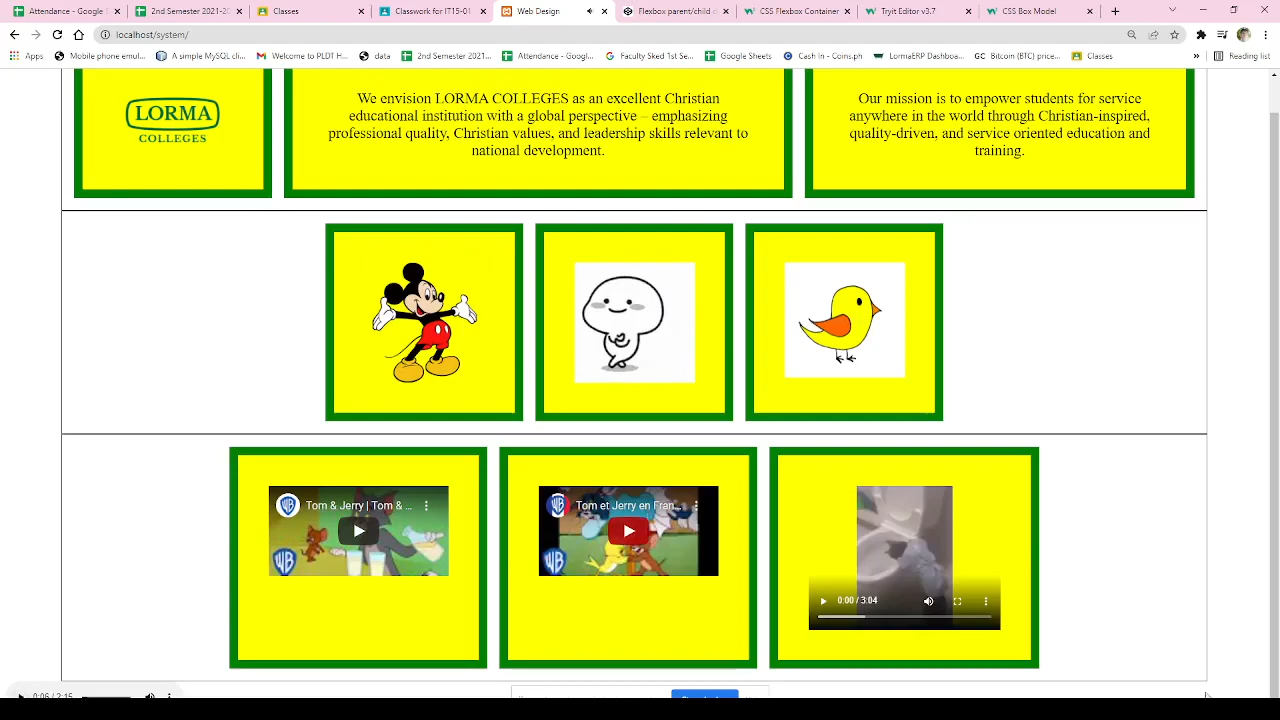 Attendance - Google S
2nd Semester 2021-20
Classes
Classwork for IT15-01
Web Design
Flexbox parent/child
CSS Flexbox Container
Tryit Editor v3.7
CSS Box Model
localhost/system/
Apps
Mobile phone emul...
A simple MySQL cli...
Welcome to PLDT H...
data
2nd Semester 2021-...
Attendance - Googl...
Faculty Sked 1st Se...
Google Sheets
Cash In - Coins.ph
LormaERP Dashboa...
Bitcoin (BTC) price...
Classes
»
Reading list
LORMA
COLLEGES
We envision LORMA COLLEGES as an excellent Christian
educational institution with a global perspective – emphasizing
professional quality, Christian values, and leadership skills relevant to
national development.
Our mission is to empower students for service
anywhere in the world through Christian-inspired,
quality-driven, and service oriented education and
training.
Tom & Jerry | Tom & ...
WB
Tom et Jerry en Fran...
WB
0:00 / 3:04
0:06 / 2:15